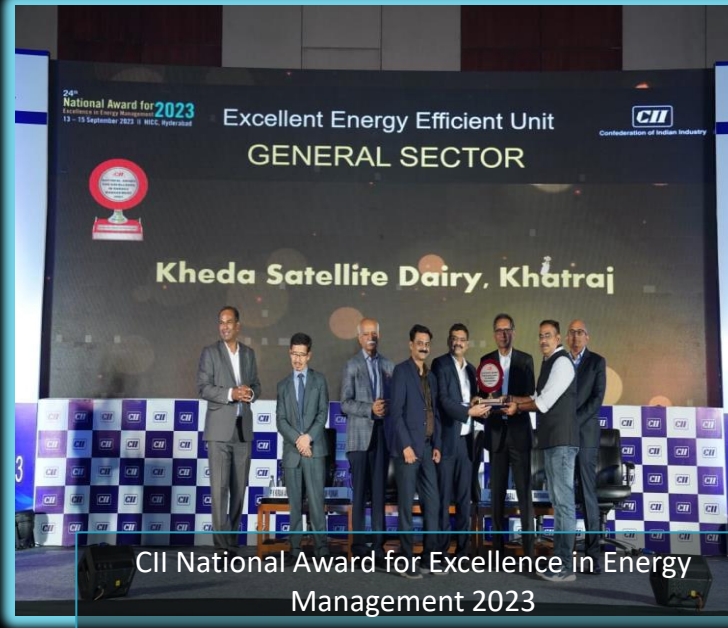 24th
National Award for 2023
Excellence in Energy Management
13 - 15 September 2023 II HICC, Hyderabad
Excellent Energy Efficient Unit
GENERAL SECTOR
CII
Confederation of Indian Industry
Kheda Satellite Dairy, Khatraj
CII National Award for Excellence in Energy
Management 2023